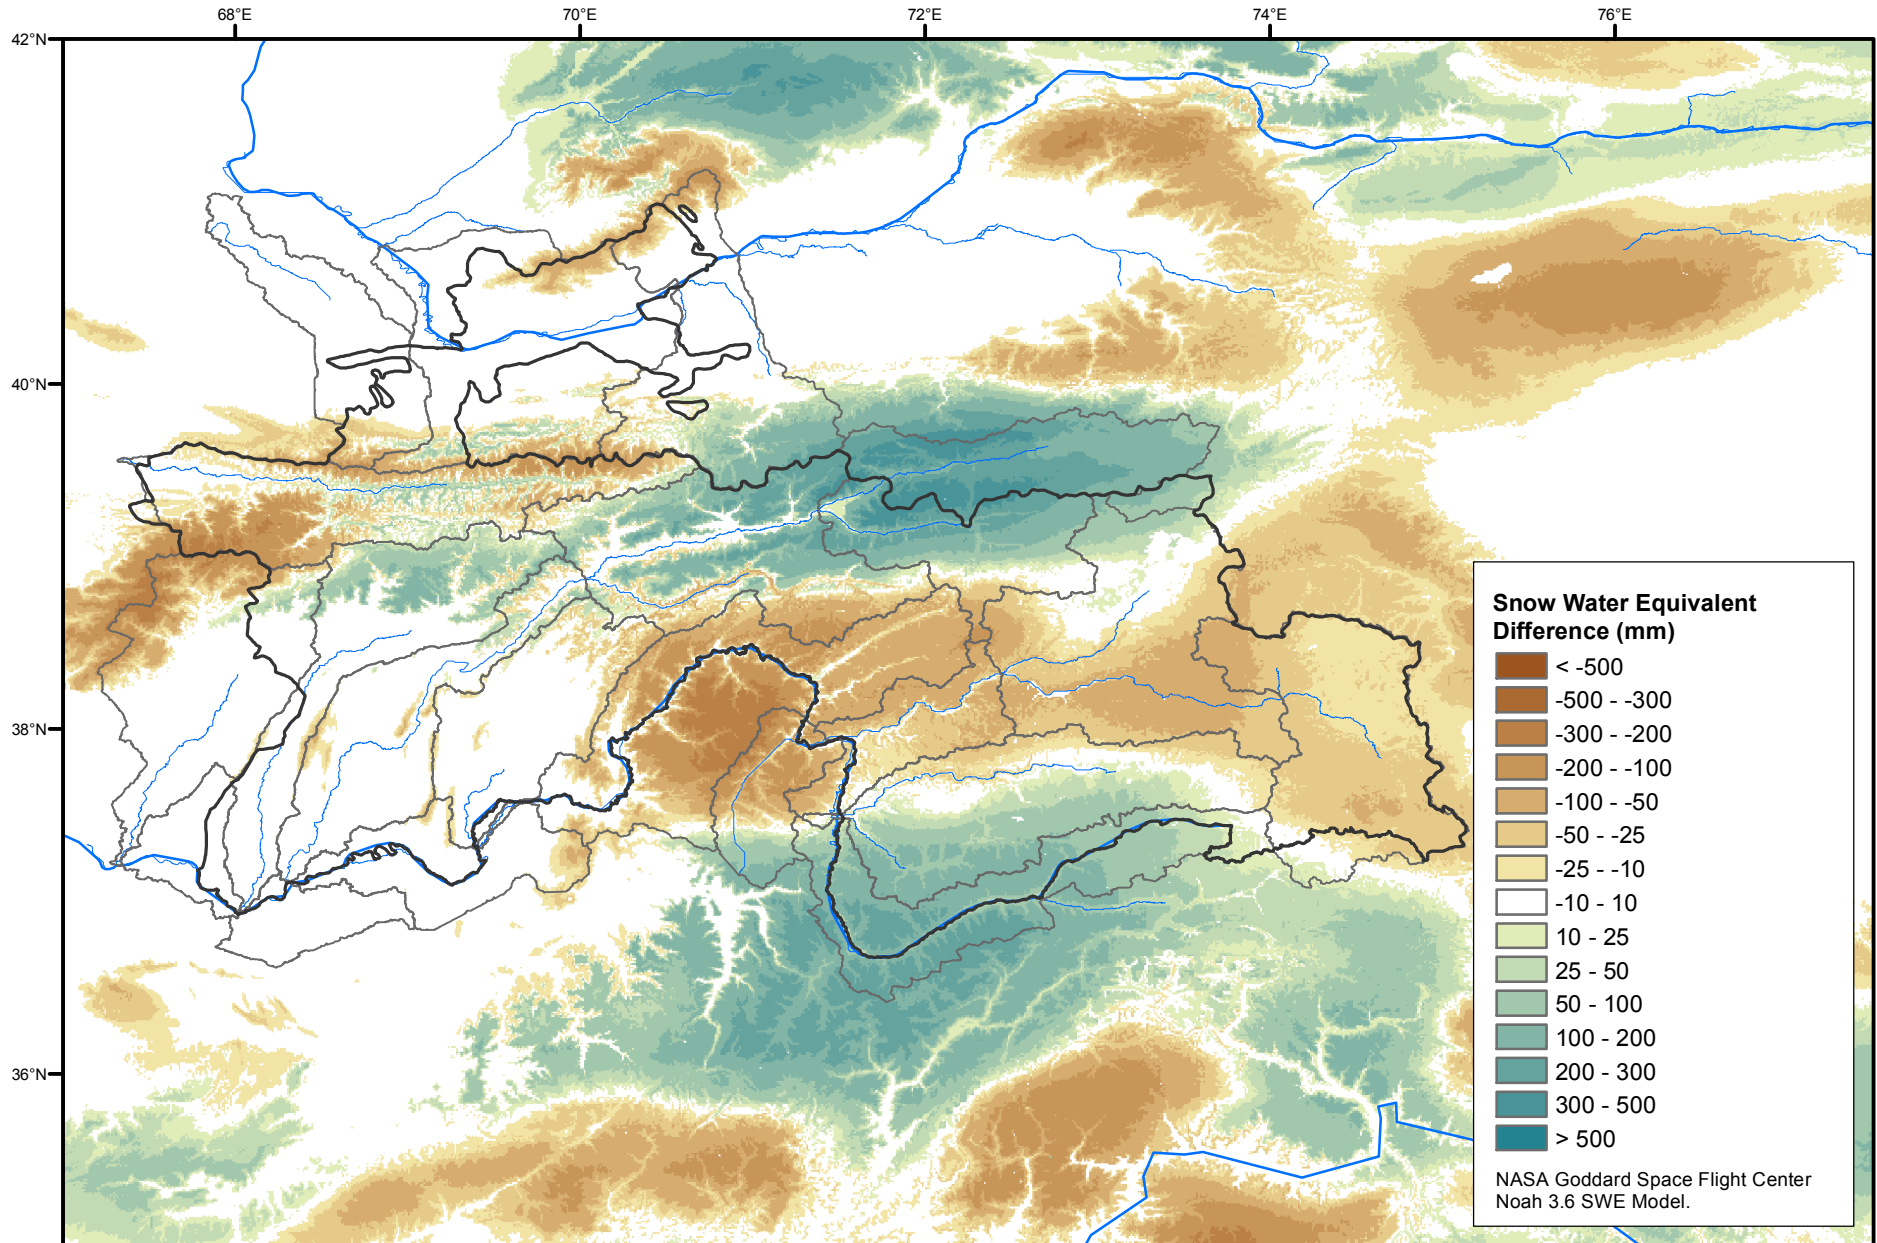 68°E
70°E
72°E
74°E
76°E
42°N
40°N
38°N
36°N
Snow Water Equivalent
Difference (mm)
< -500
-500 - -300
-300 - -200
-200 - -100
-100 - -50
-50 - -25
-25 - -10
-10 - 10
10 - 25
25 - 50
50 - 100
100 - 200
200 - 300
300 - 500
> 500
NASA Goddard Space Flight Center
Noah 3.6 SWE Model.